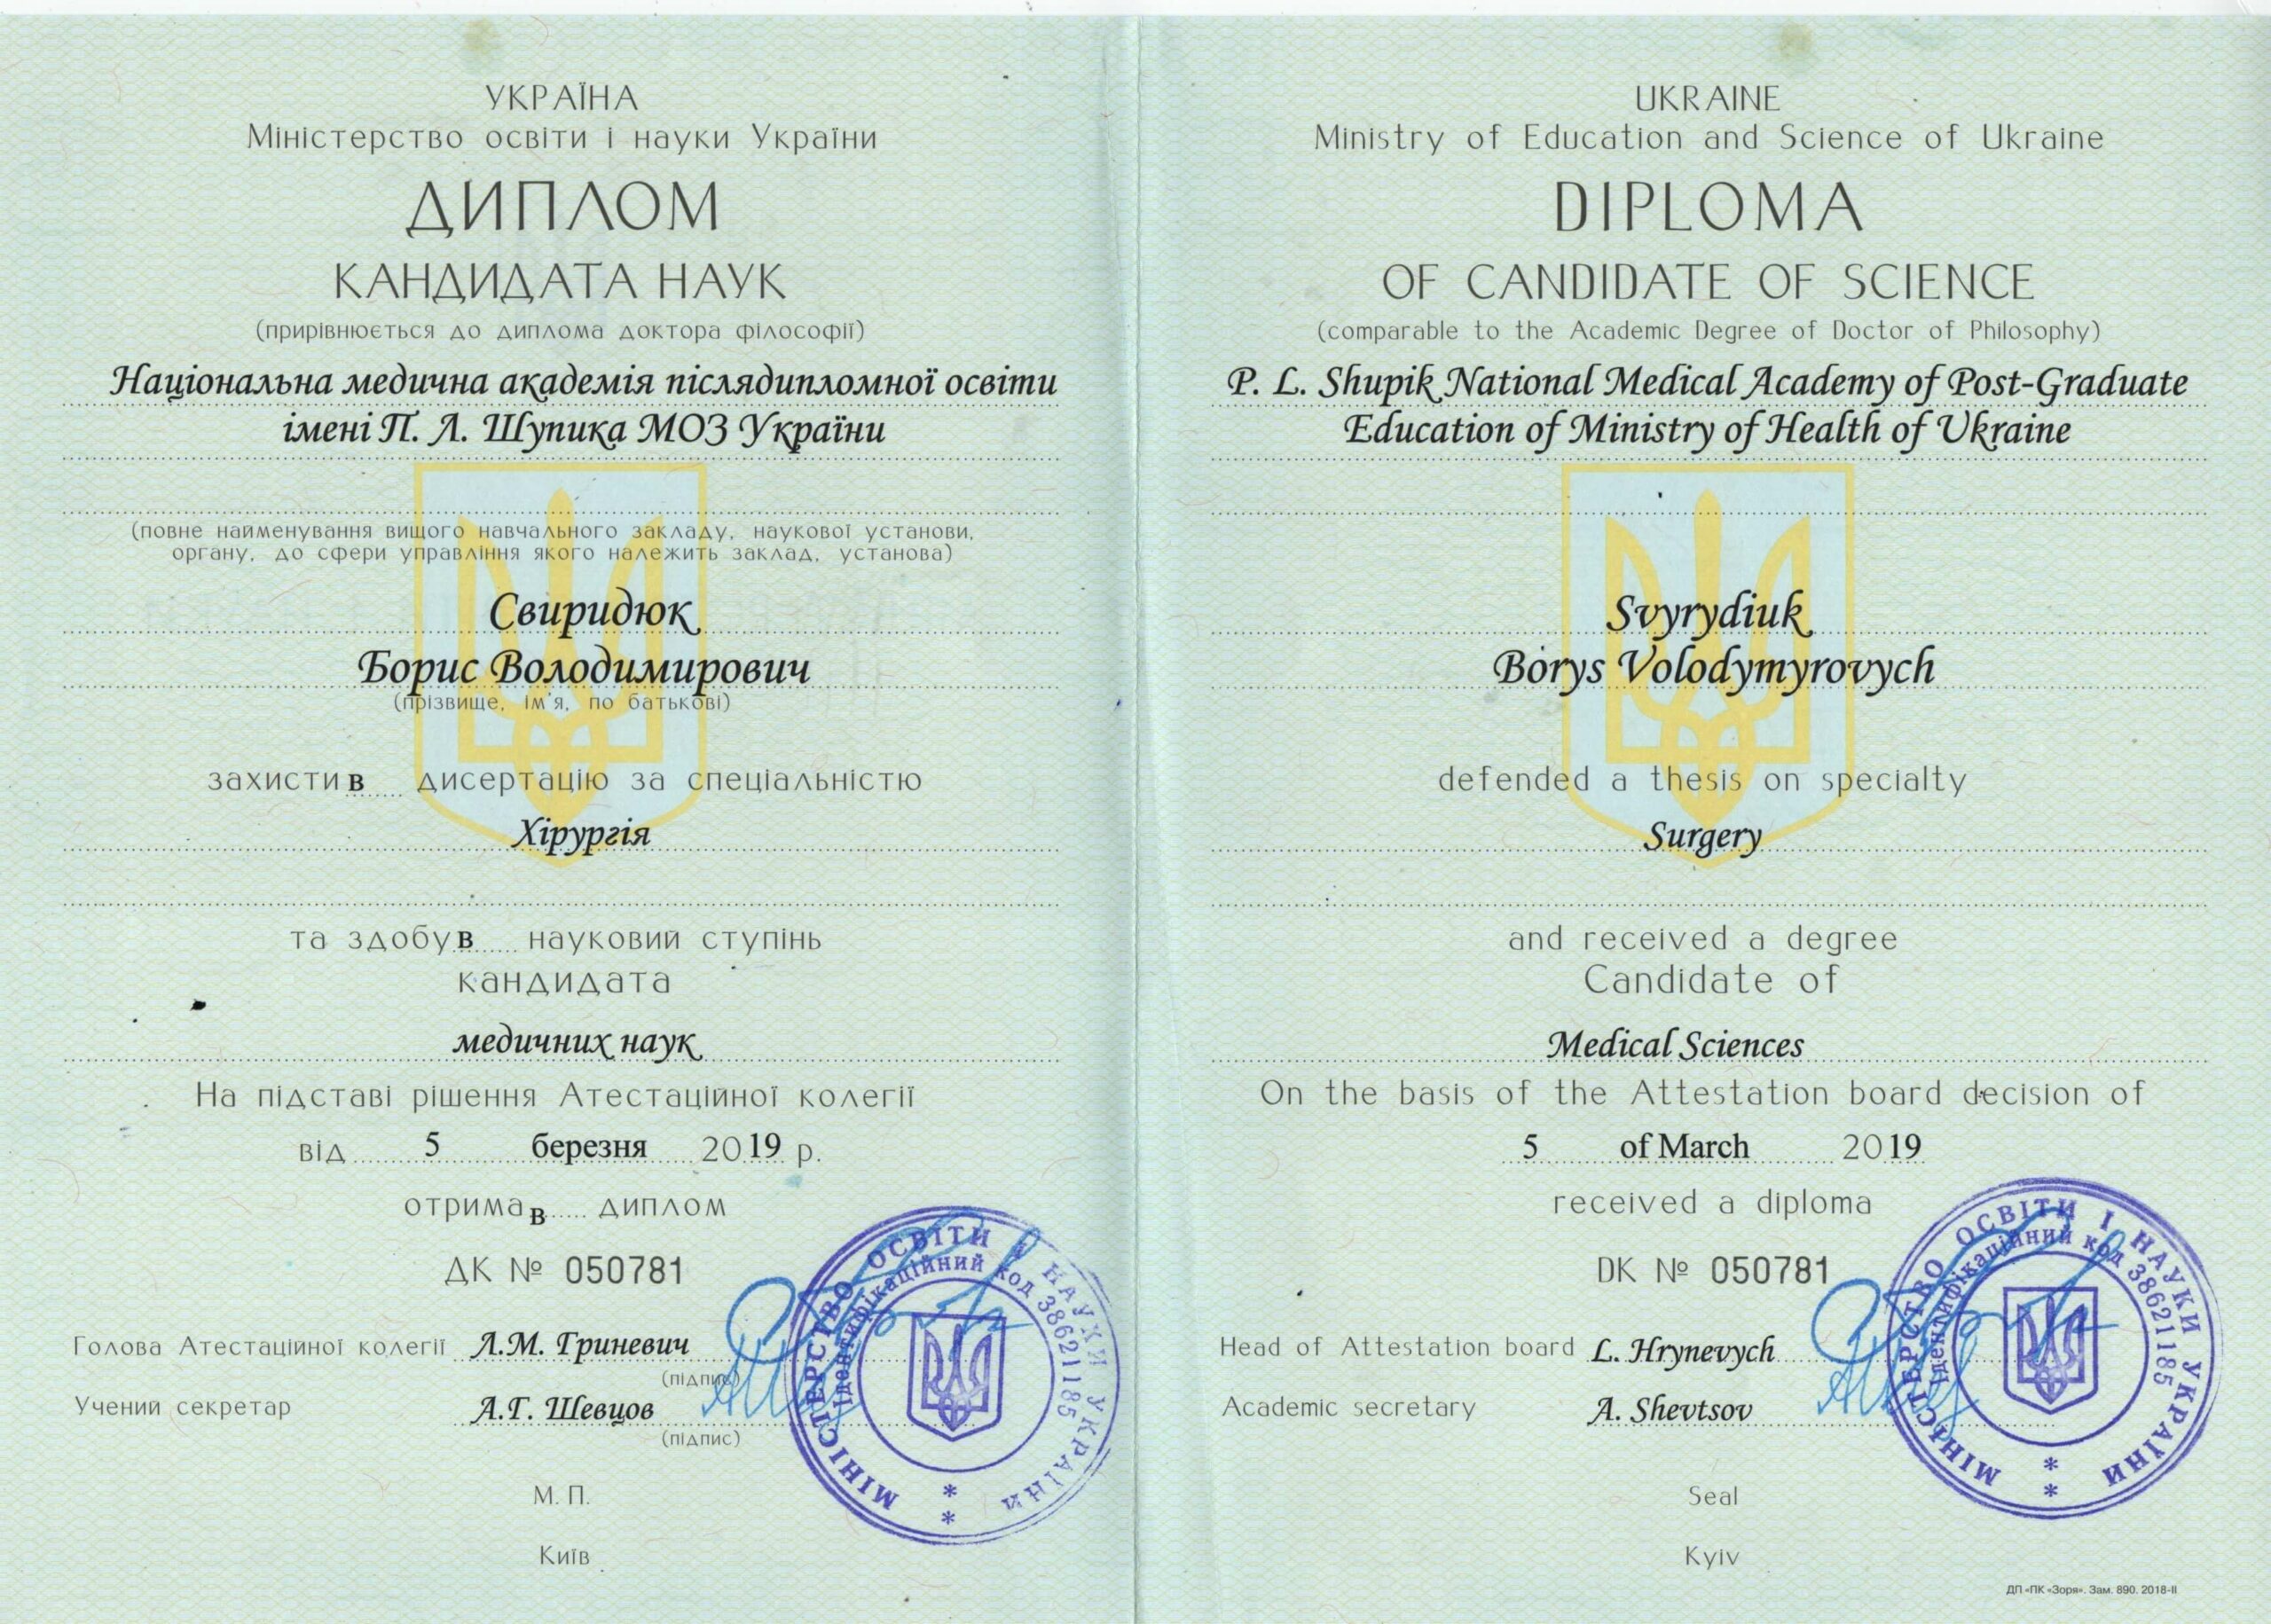 УКРАЇНА
Міністерство освіти і науки України
ДИПЛОМ
КАНДИДАТА НАУК
(прирівнюється до диплома доктора філософії)
Національна медична академія післядипломної освіти
імені П. Л. Шупика МОЗ України
(повне найменування вищого навчального закладу, наукової установи,
органу, до сфери управління якого належить заклад, установа)
Свиридюк
Борис Володимирович
(прізвище, ім'я, по батькові)
захистив дисертацію за спеціальністю
Хірургія
та здобув науковий ступінь
кандидата
медичних наук
На підставі рішення Атестаційної колегії
від 5 березня 2019 р.
отримав диплом
ДК № 050781
Голова Атестаційної колегії Л.М. Гриневич
(підпис)
Учений секретар А.Г. Шевцов
(підпис)
М. П.
Київ
МІНІСТЕРСТВО ОСВІТИ І НАУКИ УКРАЇНИ
Ідентифікаційний код 38621185
* *
UKRAINE
Ministry of Education and Science of Ukraine
DIPLOMA
OF CANDIDATE OF SCIENCE
(comparable to the Academic Degree of Doctor of Philosophy)
P. L. Shupik National Medical Academy of Post-Graduate
Education of Ministry of Health of Ukraine
Svyrydiuk
Borys Volodymyrovych
defended a thesis on specialty
Surgery
and received a degree
Candidate of
Medical Sciences
On the basis of the Attestation board decision of
5 of March 2019
received a diploma
DK № 050781
Head of Attestation board L. Hrynevych
Academic secretary A. Shevtsov
Seal
Kyiv
МІНІСТЕРСТВО ОСВІТИ І НАУКИ УКРАЇНИ
Ідентифікаційний код 38621185
* *
ДП «ПК «Зоря». Зам. 890. 2018-II